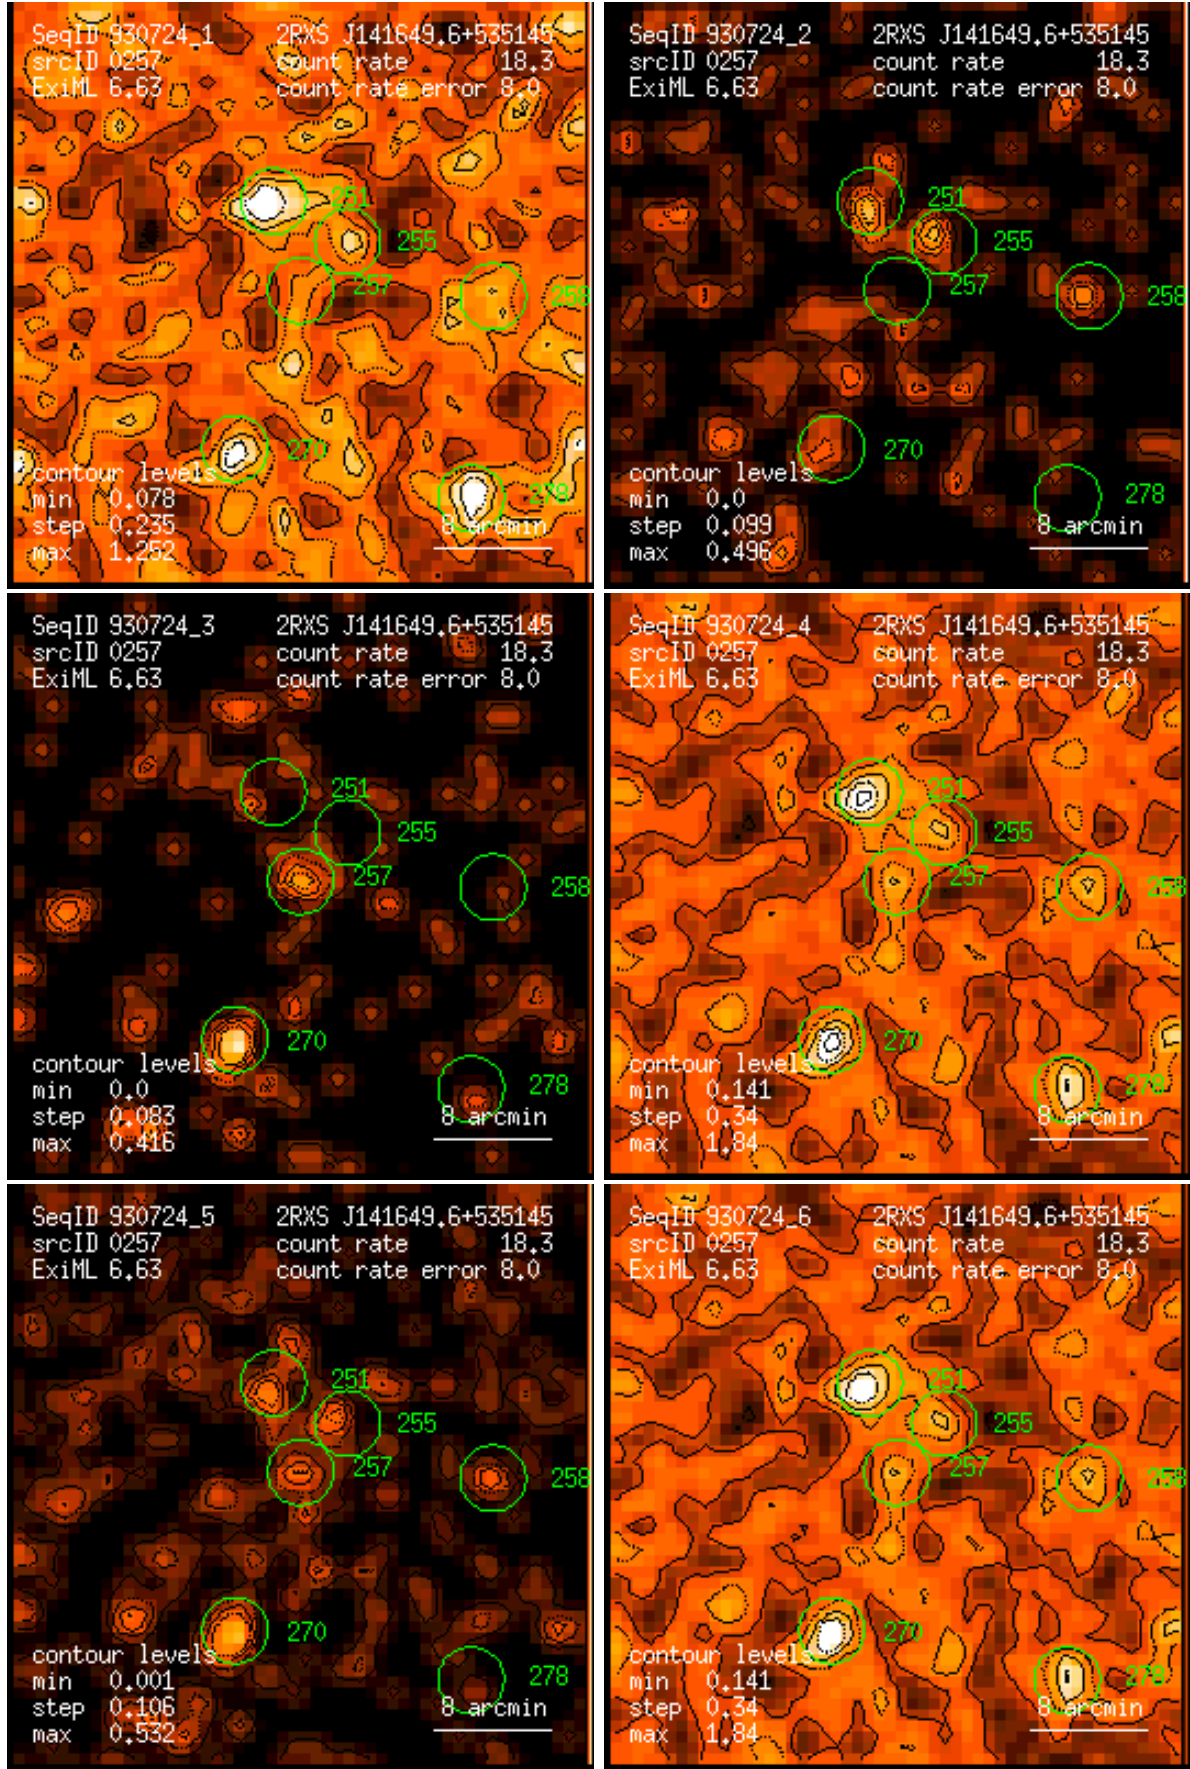 SeqID 930724_1 2RXS J141649.6+535145
srcID 0257 count rate 18.3
ExiML 6.63 count rate error 8.0
251
255
257
258
270
contour levels
min 0.078
278
step 0.235
8 arcmin
max 1.252
SeqID 930724_2 2RXS J141649.6+535145
srcID 0257 count rate 18.3
ExiML 6.63 count rate error 8.0
251
255
257
258
270
contour levels
min 0.0
278
step 0.099
8 arcmin
max 0.496
SeqID 930724_3 2RXS J141649.6+535145
srcID 0257 count rate 18.3
ExiML 6.63 count rate error 8.0
251
255
257
258
270
contour levels
min 0.0
278
step 0.083
8 arcmin
max 0.416
SeqID 930724_4 2RXS J141649.6+535145
srcID 0257 count rate 18.3
ExiML 6.63 count rate error 8.0
251
255
257
258
270
contour levels
min 0.141
278
step 0.34
8 arcmin
max 1.84
SeqID 930724_5 2RXS J141649.6+535145
srcID 0257 count rate 18.3
ExiML 6.63 count rate error 8.0
251
255
257
258
270
contour levels
min 0.001
278
step 0.106
8 arcmin
max 0.532
SeqID 930724_6 2RXS J141649.6+535145
srcID 0257 count rate 18.3
ExiML 6.63 count rate error 8.0
251
255
257
258
270
contour levels
min 0.141
278
step 0.34
8 arcmin
max 1.84